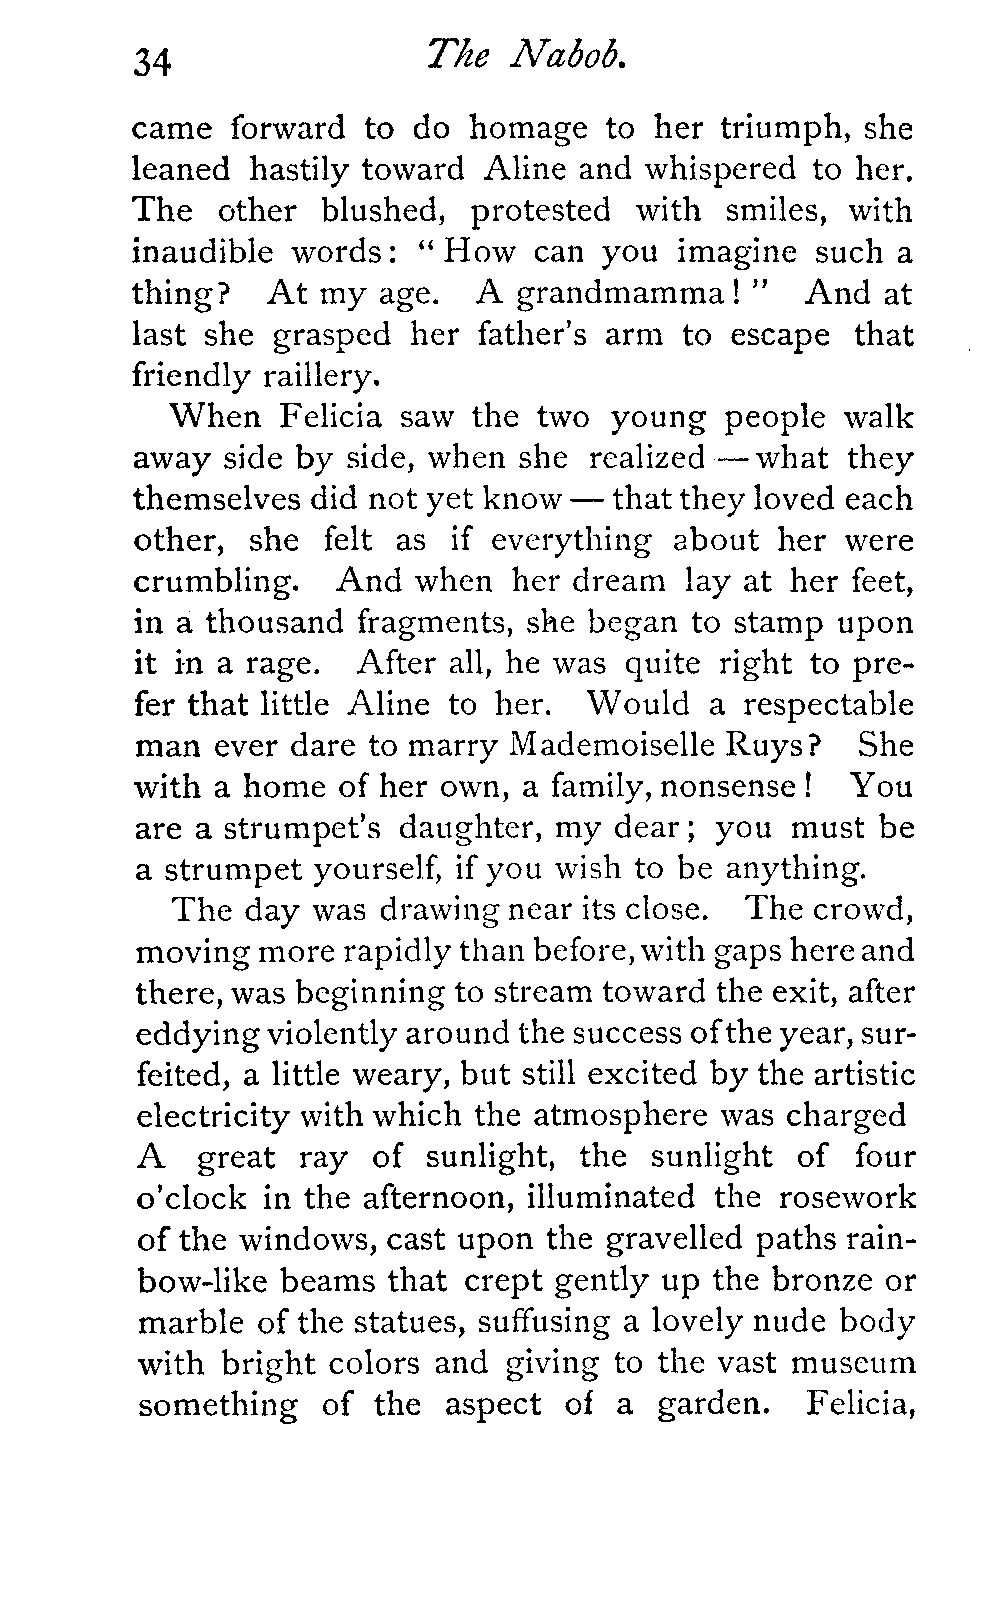 34 The Nabob.
came forward to do homage to her triumph, she
leaned hastily toward Aline and whispered to her.
The other blushed, protested with smiles, with
inaudible words: “ How can you imagine such a
thing? At my age. A grandmamma! ” And at
last she grasped her father's arm to escape that
friendly raillery.
When Felicia saw the two young people walk
away side by side, when she realized — what they
themselves did not yet know — that they loved each
other, she felt as if everything about her were
crumbling. And when her dream lay at her feet,
in a thousand fragments, she began to stamp upon
it in a rage. After all, he was quite right to pre-
fer that little Aline to her. Would a respectable
man ever dare to marry Mademoiselle Ruys? She
with a home of her own, a family, nonsense! You
are a strumpet's daughter, my dear; you must be
a strumpet yourself, if you wish to be anything.
The day was drawing near its close. The crowd,
moving more rapidly than before, with gaps here and
there, was beginning to stream toward the exit, after
eddying violently around the success of the year, sur-
feited, a little weary, but still excited by the artistic
electricity with which the atmosphere was charged
A great ray of sunlight, the sunlight of four
o'clock in the afternoon, illuminated the rosework
of the windows, cast upon the gravelled paths rain-
bow-like beams that crept gently up the bronze or
marble of the statues, suffusing a lovely nude body
with bright colors and giving to the vast museum
something of the aspect of a garden. Felicia,